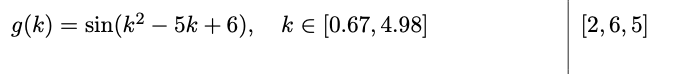 g(k) = sin(k² − 5k + 6), k ∈ [0.67, 4.98] [2, 6, 5]